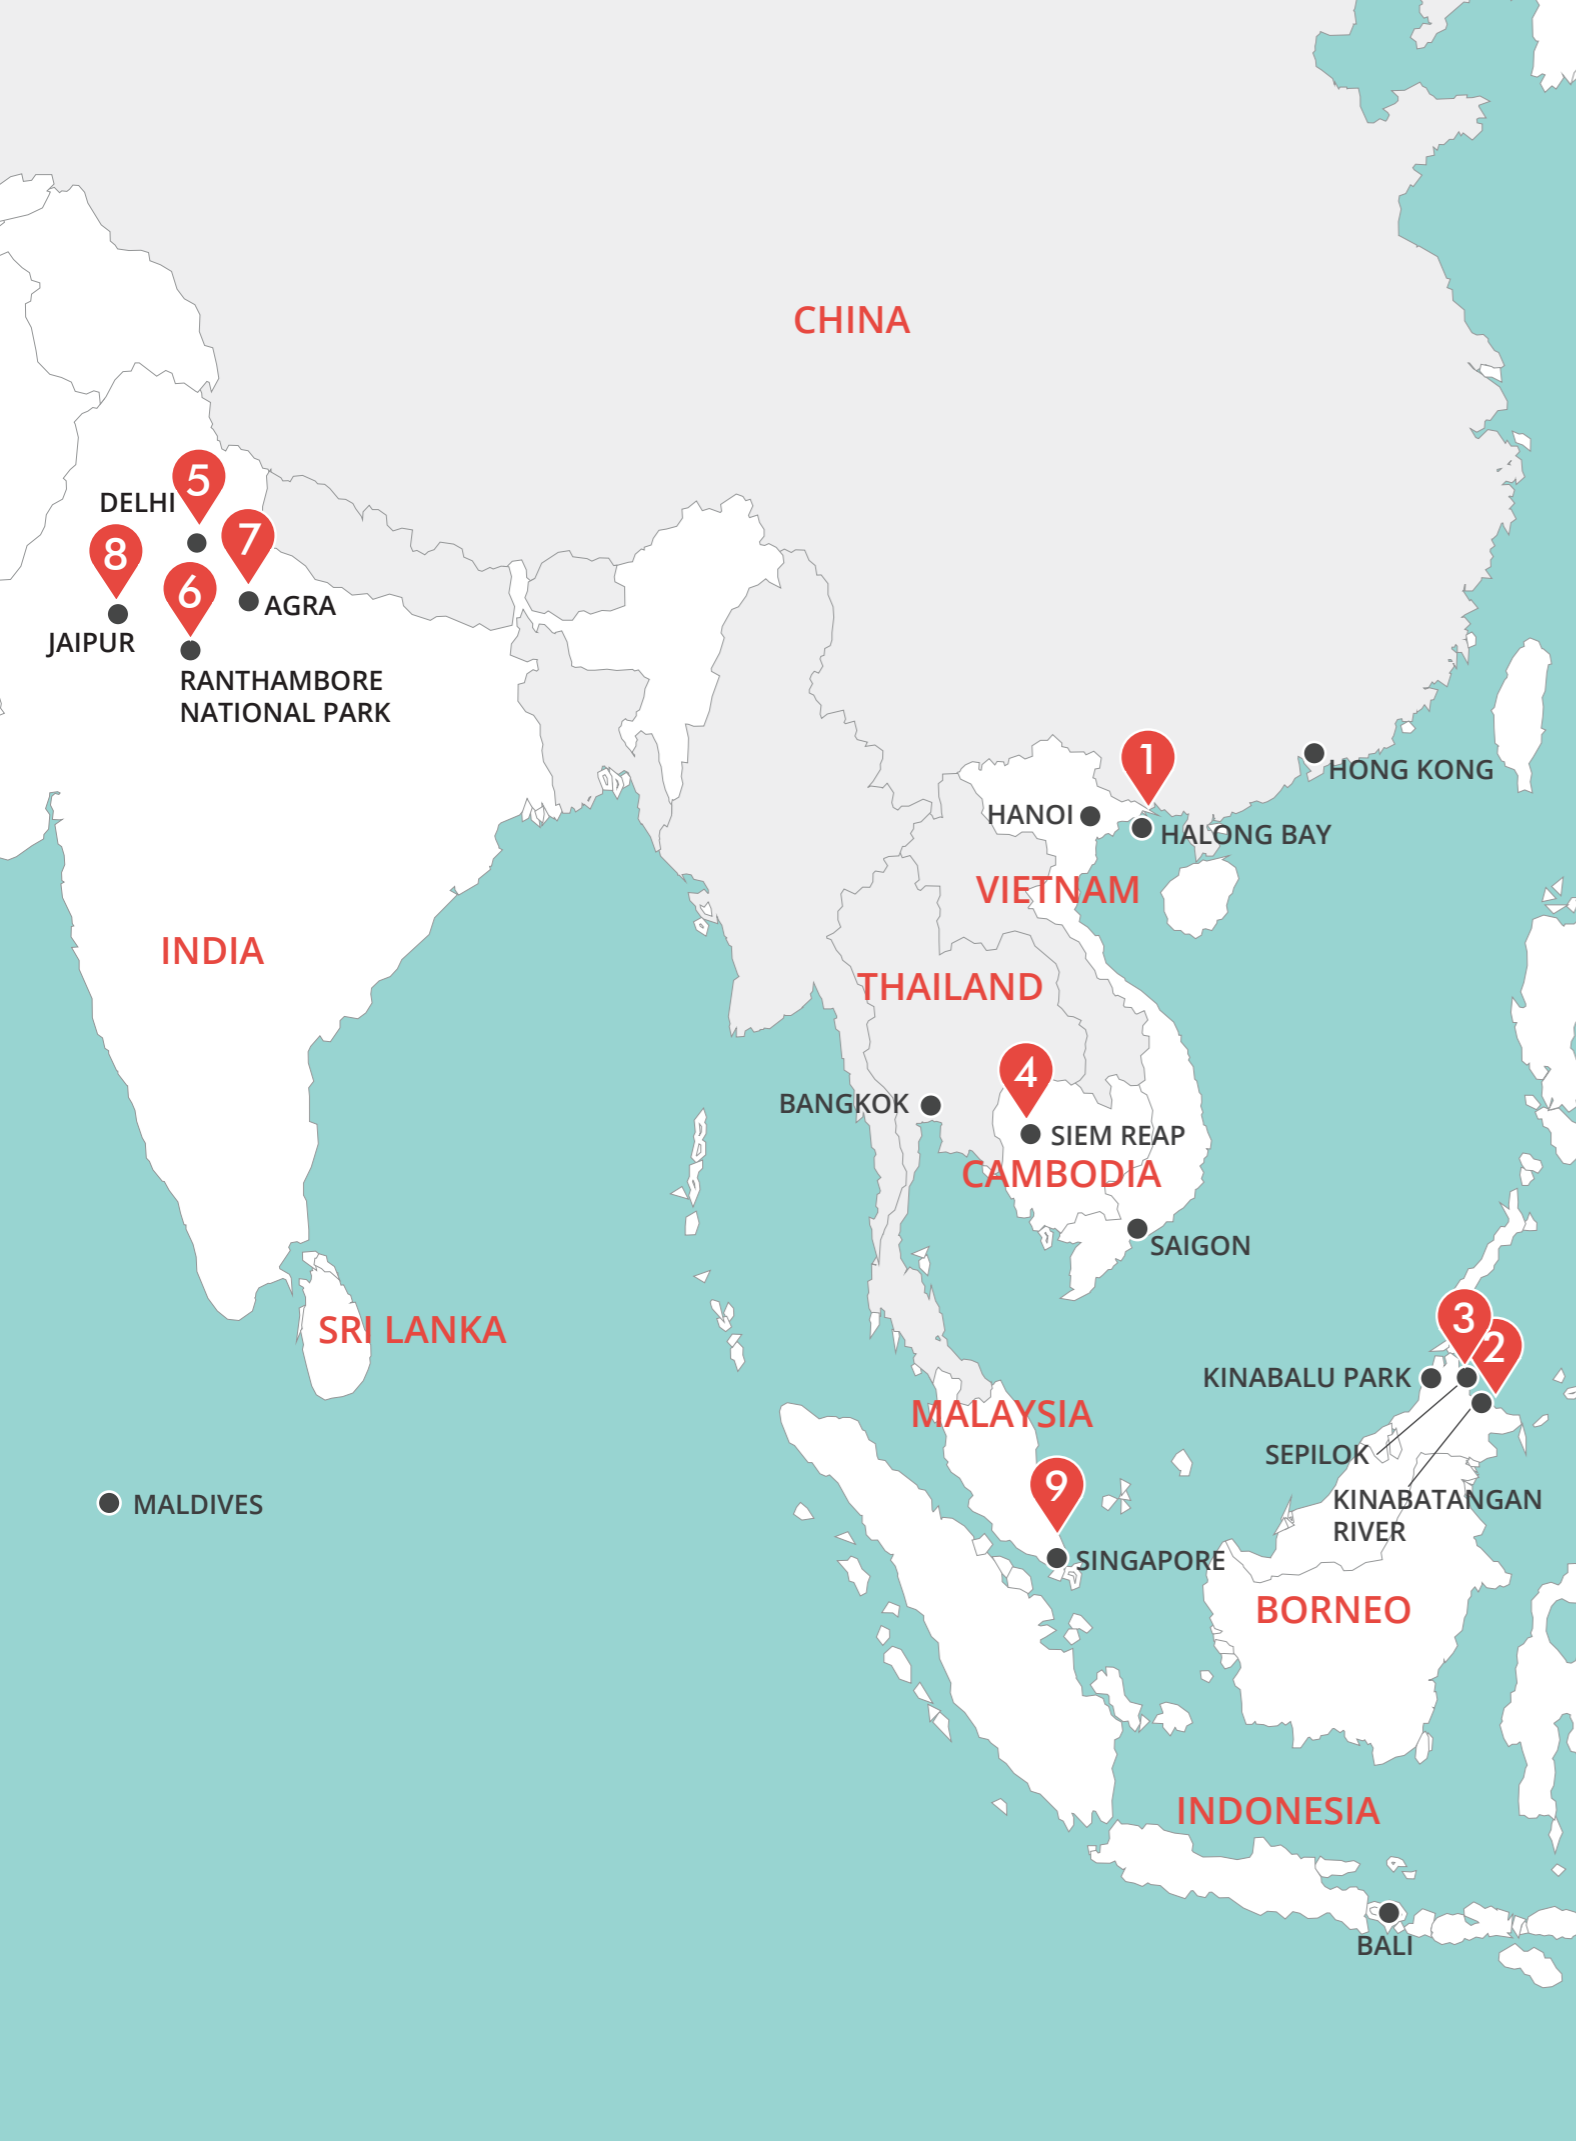 CHINA
5
DELHI
7
8
6
AGRA
JAIPUR
RANTHAMBORE
NATIONAL PARK
1
HONG KONG
HANOI
HALONG BAY
VIETNAM
INDIA
THAILAND
4
BANGKOK
SIEM REAP
CAMBODIA
SAIGON
SRI LANKA
3
2
KINABALU PARK
MALAYSIA
SEPILOK
9
MALDIVES
KINABATANGAN
RIVER
SINGAPORE
BORNEO
INDONESIA
BALI